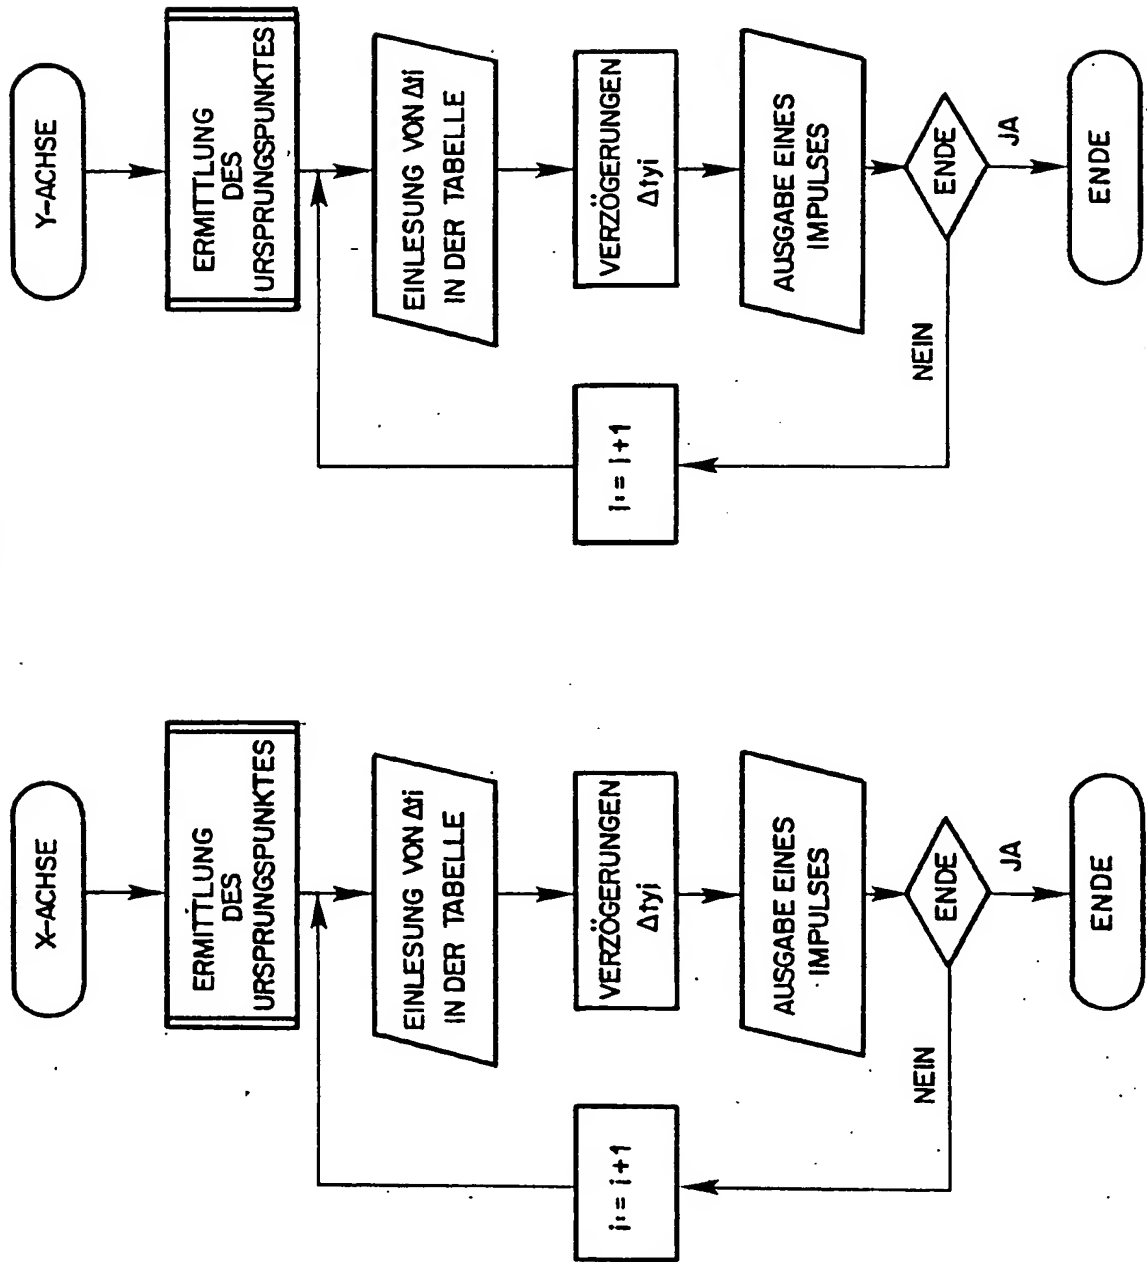 X-ACHSE
ERMITTLUNG
DES
URSPRUNGSPUNKTES
EINLESUNG VON Δti
IN DER TABELLE
VERZÖGERUNGEN
Δtyi
AUSGABE EINES
IMPULSES
ENDE
JA
NEIN
i:= i+1
ENDE
Y-ACHSE
ERMITTLUNG
DES
URSPRUNGSPUNKTES
EINLESUNG VON Δti
IN DER TABELLE
VERZÖGERUNGEN
Δtyi
AUSGABE EINES
IMPULSES
ENDE
JA
NEIN
i:= i+1
ENDE